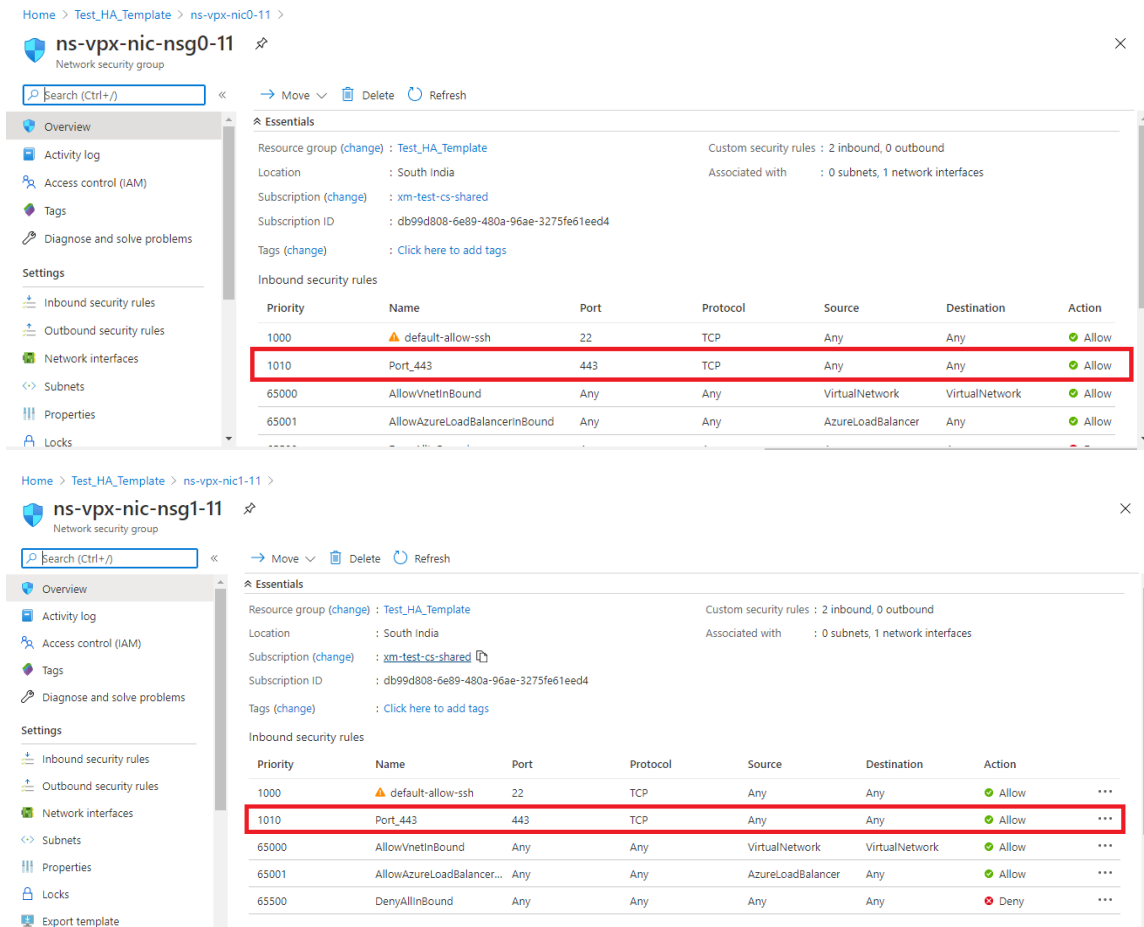 Home > Test_HA_Template > ns-vpx-nic0-11 >
ns-vpx-nic-nsg0-11
Network security group
Search (Ctrl+/)
«
Move Delete Refresh
Overview
Activity log
Access control (IAM)
Tags
Diagnose and solve problems
Settings
Inbound security rules
Outbound security rules
Network interfaces
Subnets
Properties
Locks
Essentials
Resource group (change) : Test_HA_Template Custom security rules : 2 inbound, 0 outbound
Location : South India Associated with : 0 subnets, 1 network interfaces
Subscription (change) : xm-test-cs-shared
Subscription ID : db99d808-6e89-480a-96ae-3275fe61eed4
Tags (change) : Click here to add tags
Inbound security rules
Priority Name Port Protocol Source Destination Action
1000 default-allow-ssh 22 TCP Any Any Allow
1010 Port_443 443 TCP Any Any Allow
65000 AllowVnetInBound Any Any VirtualNetwork VirtualNetwork Allow
65001 AllowAzureLoadBalancerInBound Any Any AzureLoadBalancer Any Allow
Home > Test_HA_Template > ns-vpx-nic1-11 >
ns-vpx-nic-nsg1-11
Network security group
Search (Ctrl+/)
«
Move Delete Refresh
Overview
Activity log
Access control (IAM)
Tags
Diagnose and solve problems
Settings
Inbound security rules
Outbound security rules
Network interfaces
Subnets
Properties
Locks
Export template
Essentials
Resource group (change) : Test_HA_Template Custom security rules : 2 inbound, 0 outbound
Location : South India Associated with : 0 subnets, 1 network interfaces
Subscription (change) : xm-test-cs-shared
Subscription ID : db99d808-6e89-480a-96ae-3275fe61eed4
Tags (change) : Click here to add tags
Inbound security rules
Priority Name Port Protocol Source Destination Action
1000 default-allow-ssh 22 TCP Any Any Allow ...
1010 Port_443 443 TCP Any Any Allow ...
65000 AllowVnetInBound Any Any VirtualNetwork VirtualNetwork Allow ...
65001 AllowAzureLoadBalancer... Any Any AzureLoadBalancer Any Allow ...
65500 DenyAllInBound Any Any Any Any Deny ...